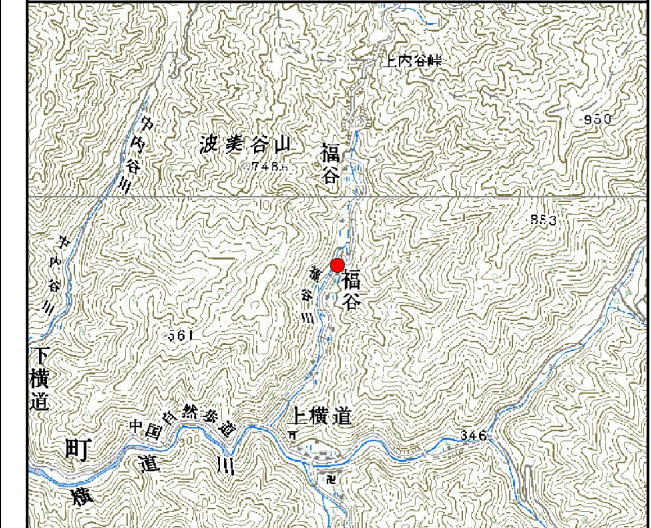 上内谷峠
950
中内谷川
波美谷山
748
福谷
853
中内谷川
福谷
福谷川
561
下横道
中国自然歩道
上横道
町
346
横道川